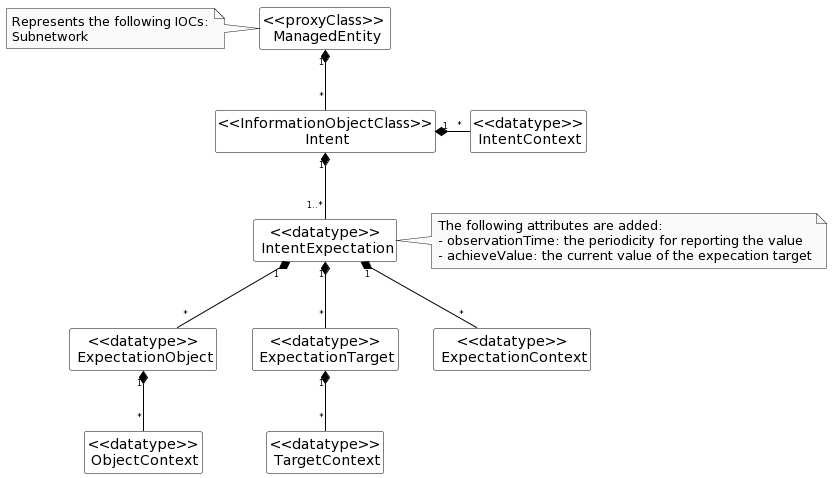 Represents the following IOCs:
Subnetwork
<<proxyClass>>
ManagedEntity
1
*
<<InformationObjectClass>>
Intent
1
*
<<datatype>>
IntentContext
1
1..*
<<datatype>>
IntentExpectation
The following attributes are added:
- observationTime: the periodicity for reporting the value
- achieveValue: the current value of the expecation target
1
1
1
*
*
*
<<datatype>>
ExpectationObject
<<datatype>>
ExpectationTarget
<<datatype>>
ExpectationContext
1
1
*
*
<<datatype>>
ObjectContext
<<datatype>>
TargetContext